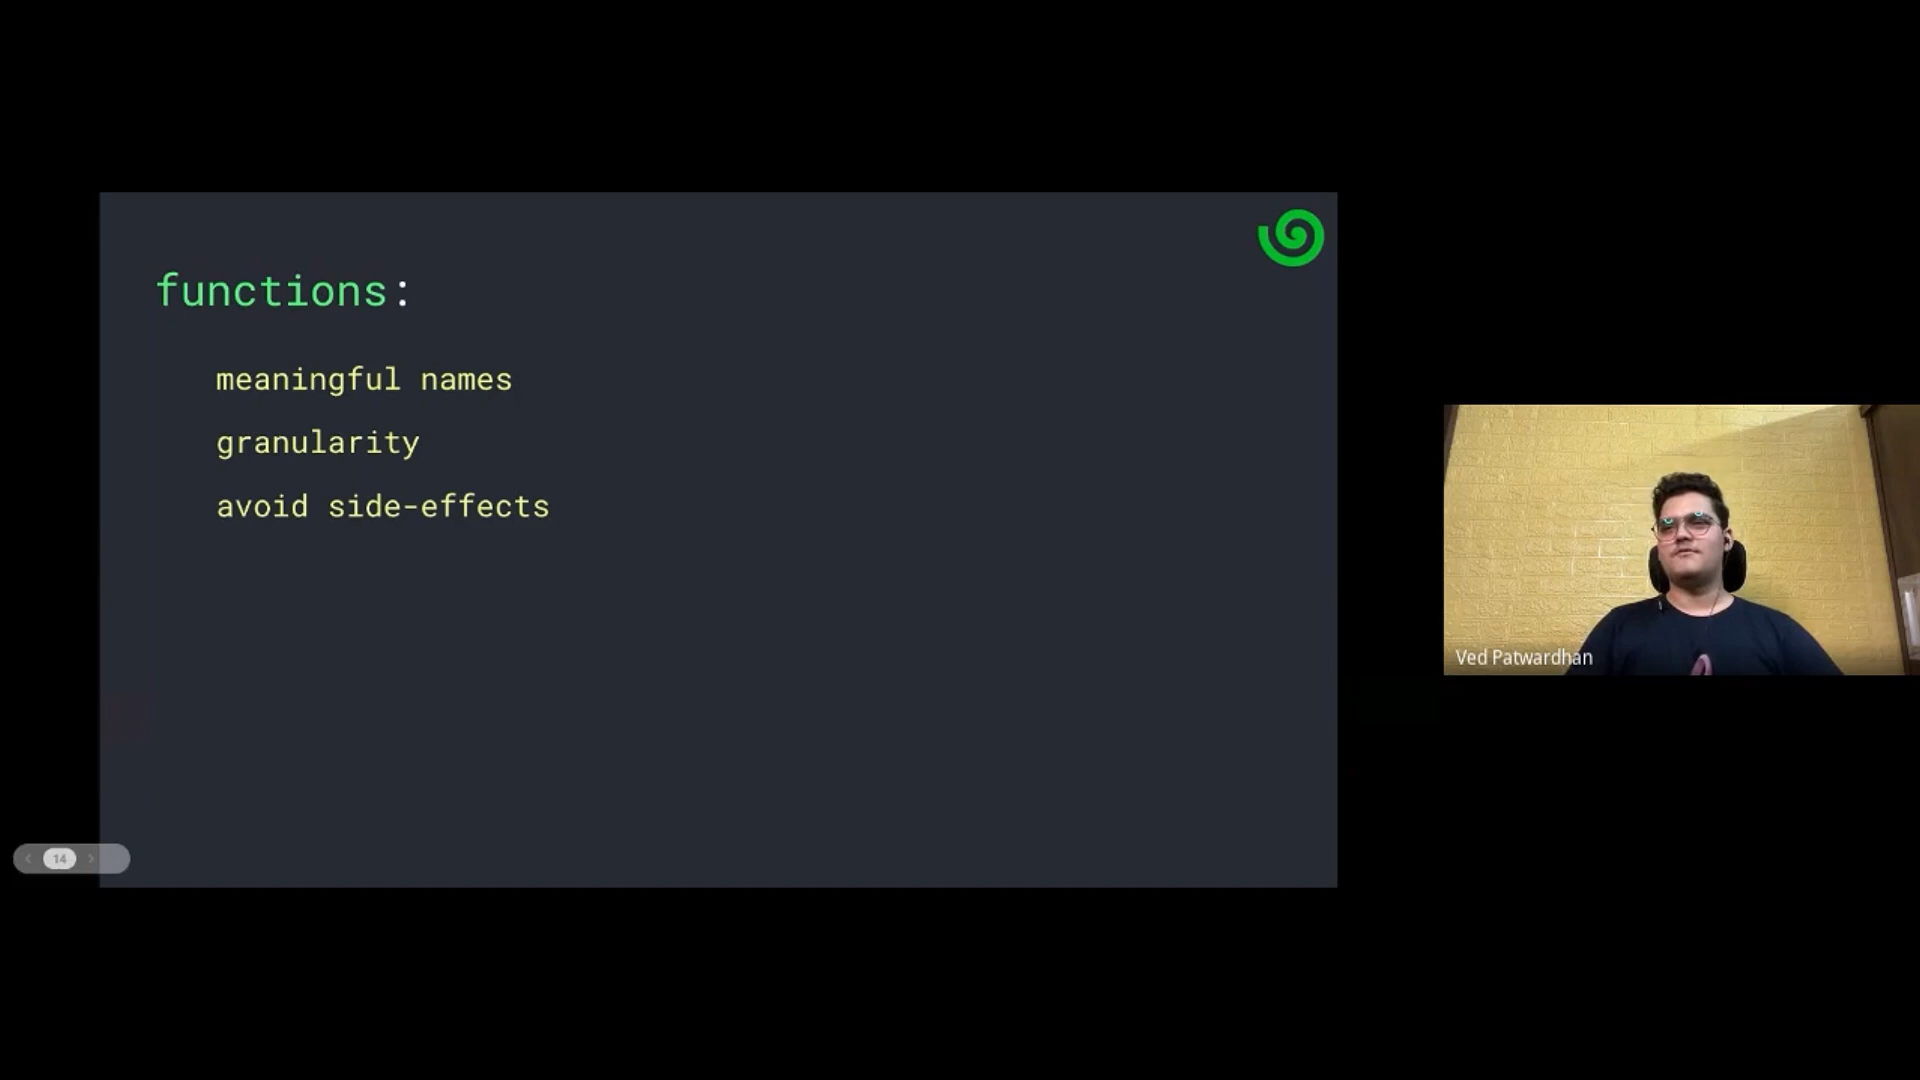 functions:
meaningful names
granularity
avoid side-effects
Ved Patwardhan
14